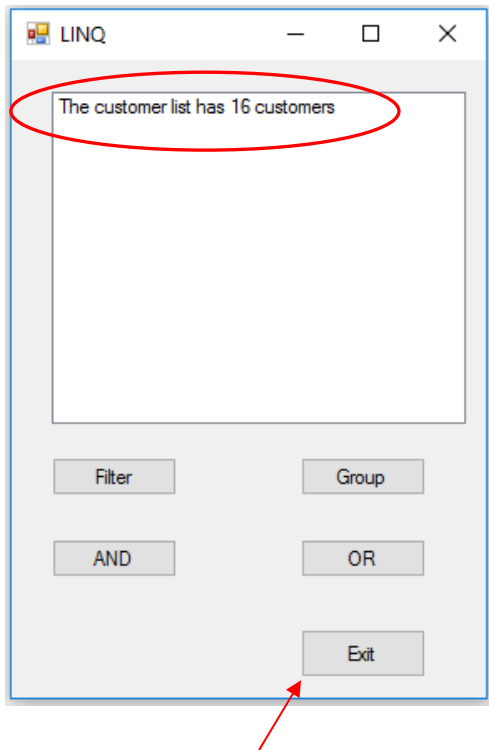 LINQ
The customer list has 16 customers
Filter
Group
AND
OR
Exit